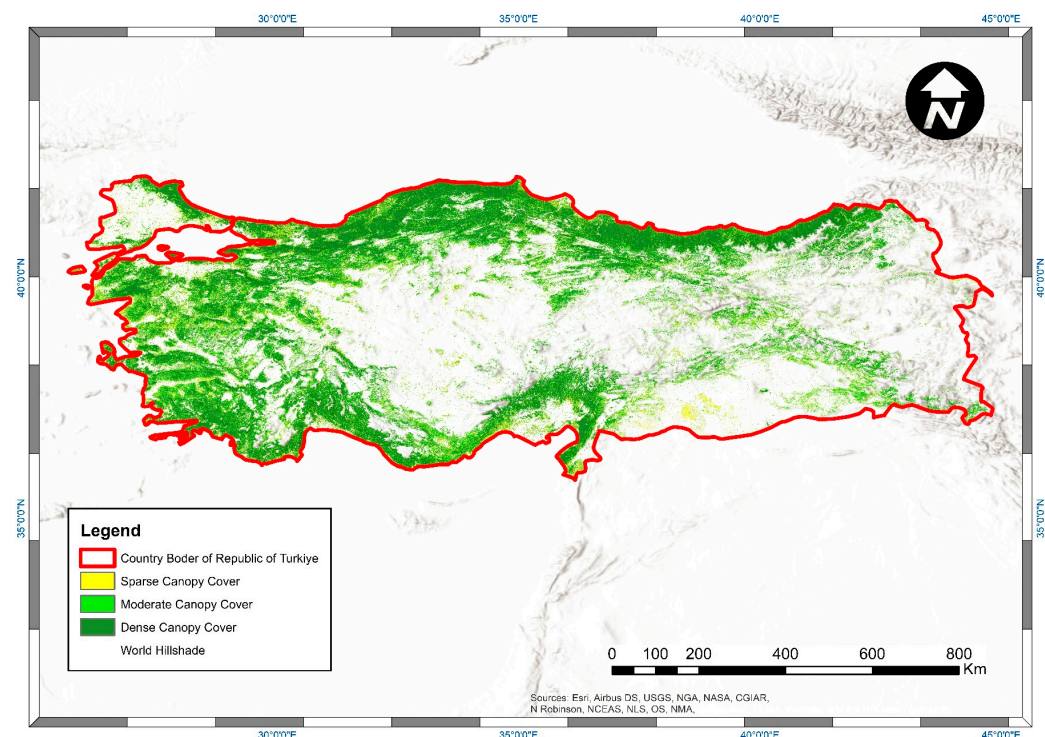 30°0'0"E 35°0'0"E 40°0'0"E 45°0'0"E
N
40°0'0"N 40°0'0"N
35°0'0"N 35°0'0"N
Legend
Country Boder of Republic of Turkiye
Sparse Canopy Cover
Moderate Canopy Cover
Dense Canopy Cover
World Hillshade
0 100 200 400 600 800
Km
Sources: Esri, Airbus DS, USGS, NGA, NASA, CGIAR,
N Robinson, NCEAS, NLS, OS, NMA,
30°0'0"E 35°0'0"E 40°0'0"E 45°0'0"E